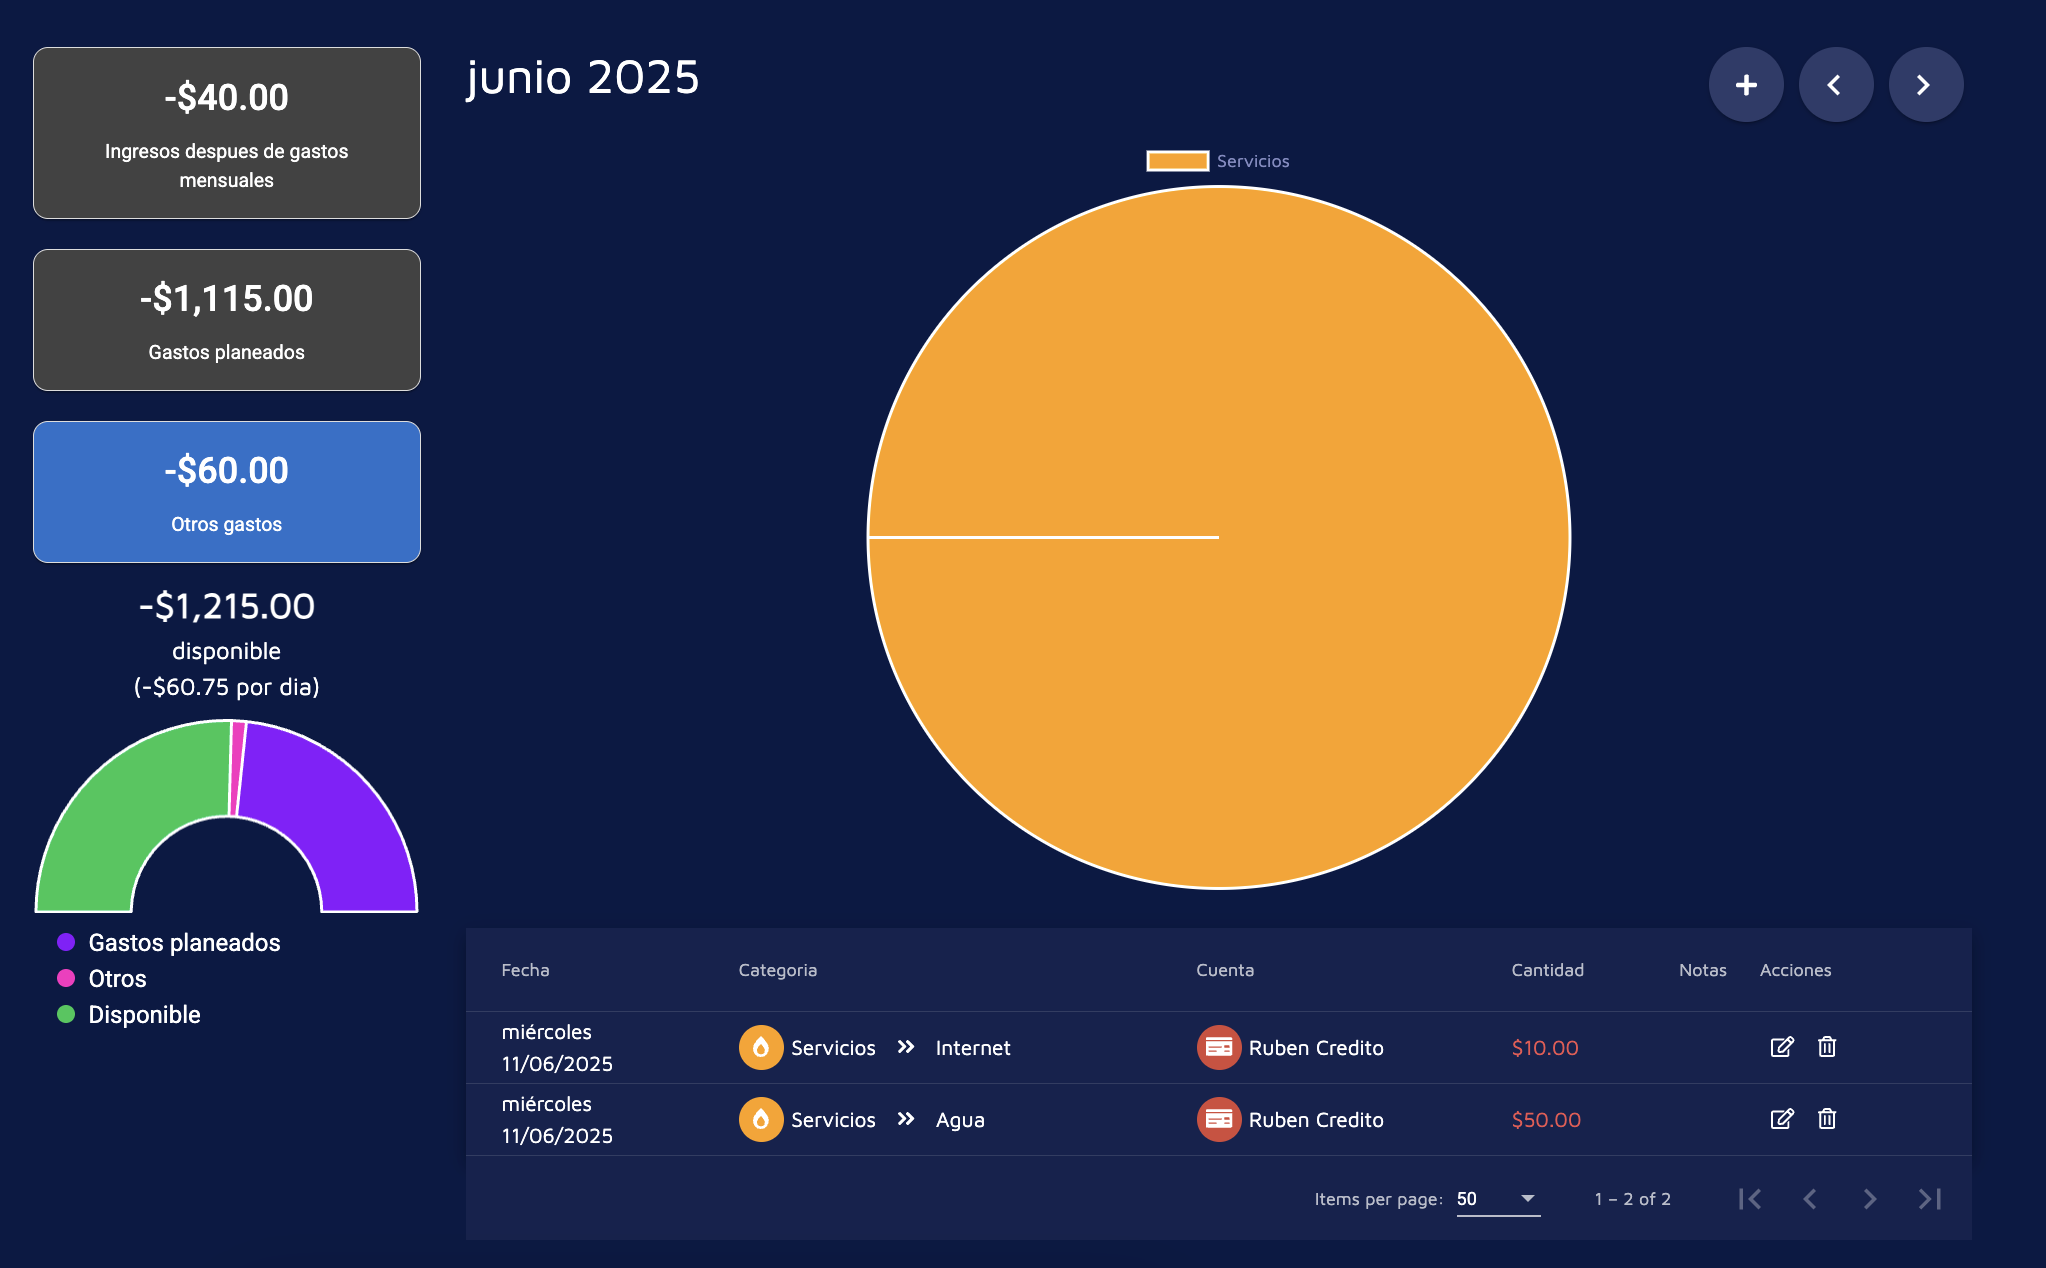 -$40.00
Ingresos despues de gastos
mensuales
-$1,115.00
Gastos planeados
-$60.00
Otros gastos
-$1,215.00
disponible
(-$60.75 por dia)
Gastos planeados
Otros
Disponible
junio 2025
Servicios
Fecha Categoria Cuenta Cantidad Notas Acciones
miércoles
11/06/2025
Servicios Internet Ruben Credito $10.00
miércoles
11/06/2025
Servicios Agua Ruben Credito $50.00
Items per page: 50 1 – 2 of 2